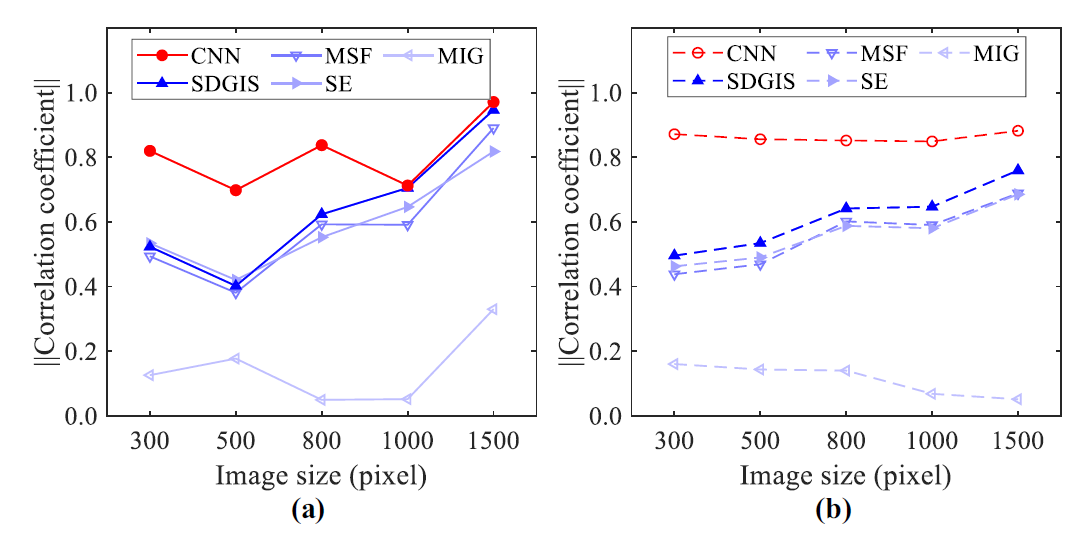 CNN MSF MIG
SDGIS SE
||Correlation coefficient||
1.0
0.8
0.6
0.4
0.2
0.0
300 500 800 1000 1500
Image size (pixel)
(a)
CNN MSF MIG
SDGIS SE
||Correlation coefficient||
1.0
0.8
0.6
0.4
0.2
0.0
300 500 800 1000 1500
Image size (pixel)
(b)